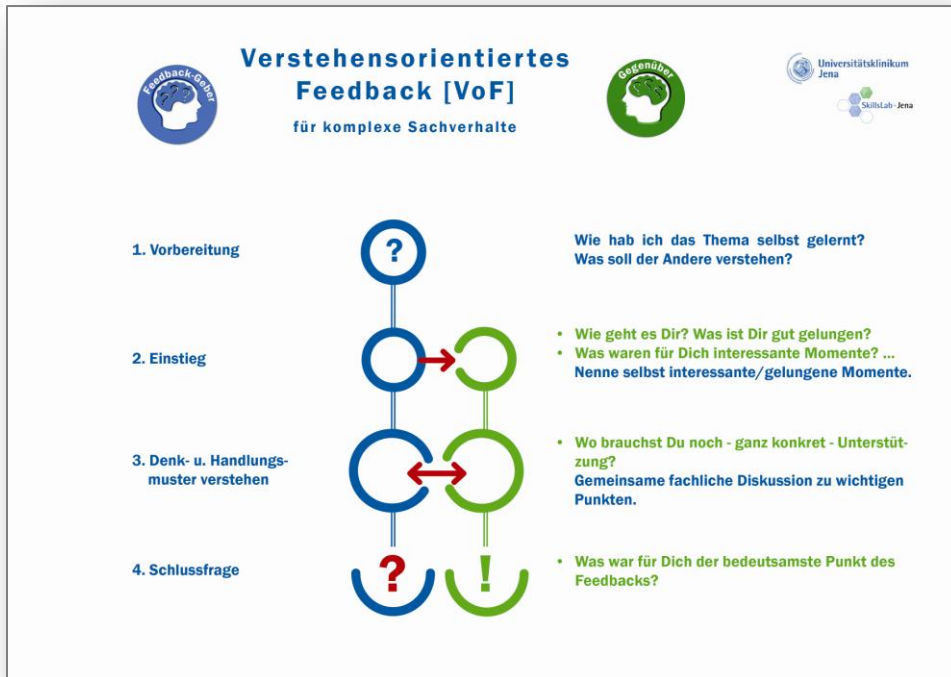 Verstehensorientiertes
Feedback [VoF]
für komplexe Sachverhalte
Feedback-Geber
Gegenüber
Universitätsklinikum
Jena
SkillsLab-Jena
1. Vorbereitung
?
Wie hab ich das Thema selbst gelernt?
Was soll der Andere verstehen?
2. Einstieg
• Wie geht es Dir? Was ist Dir gut gelungen?
• Was waren für Dich interessante Momente? ...
Nenne selbst interessante/gelungene Momente.
3. Denk- u. Handlungs-
muster verstehen
• Wo brauchst Du noch - ganz konkret - Unterstüt-
zung?
Gemeinsame fachliche Diskussion zu wichtigen
Punkten.
4. Schlussfrage
? !
• Was war für Dich der bedeutsamste Punkt des
Feedbacks?